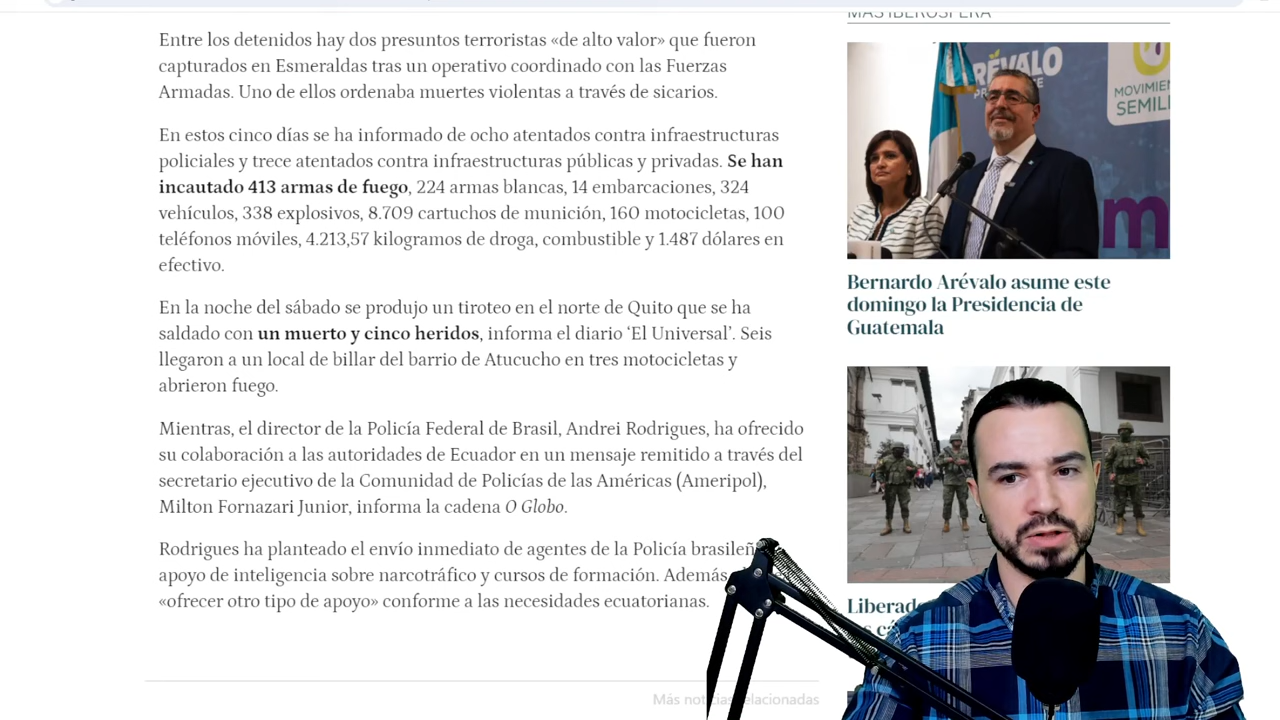 MÁS IBEROSFERA
Entre los detenidos hay dos presuntos terroristas «de alto valor» que fueron
capturados en Esmeraldas tras un operativo coordinado con las Fuerzas
Armadas. Uno de ellos ordenaba muertes violentas a través de sicarios.
En estos cinco días se ha informado de ocho atentados contra infraestructuras
policiales y trece atentados contra infraestructuras públicas y privadas. Se han
incautado 413 armas de fuego, 224 armas blancas, 14 embarcaciones, 324
vehículos, 338 explosivos, 8.709 cartuchos de munición, 160 motocicletas, 100
teléfonos móviles, 4.213,57 kilogramos de droga, combustible y 1.487 dólares en
efectivo.
En la noche del sábado se produjo un tiroteo en el norte de Quito que se ha
saldado con un muerto y cinco heridos, informa el diario ‘El Universal’. Seis
llegaron a un local de billar del barrio de Atucucho en tres motocicletas y
abrieron fuego.
Mientras, el director de la Policía Federal de Brasil, Andrei Rodrigues, ha ofrecido
su colaboración a las autoridades de Ecuador en un mensaje remitido a través del
secretario ejecutivo de la Comunidad de Policías de las Américas (Ameripol),
Milton Fornazari Junior, informa la cadena O Globo.
Rodrigues ha planteado el envío inmediato de agentes de la Policía
apoyo de inteligencia sobre narcotráfico y cursos de formación. Además
«ofrecer otro tipo de apoyo» conforme a las necesidades ecuatorianas.
Más noticias relacionadas
RÉVALO
MOVIMIEN
SEMIL
m
Bernardo Arévalo asume este
domingo la Presidencia de
Guatemala